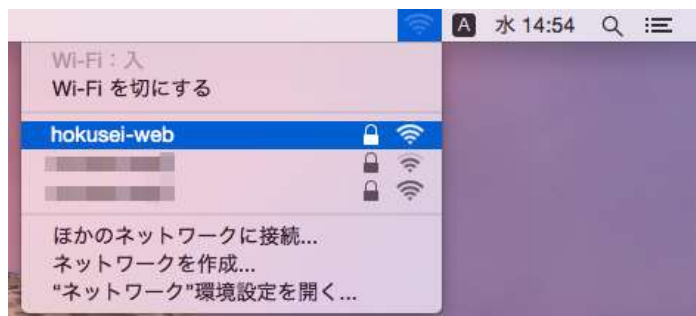 A 水 14:54
Wi-Fi：入
Wi-Fi を切にする
hokusei-web
ほかのネットワークに接続...
ネットワークを作成...
“ネットワーク”環境設定を開く...